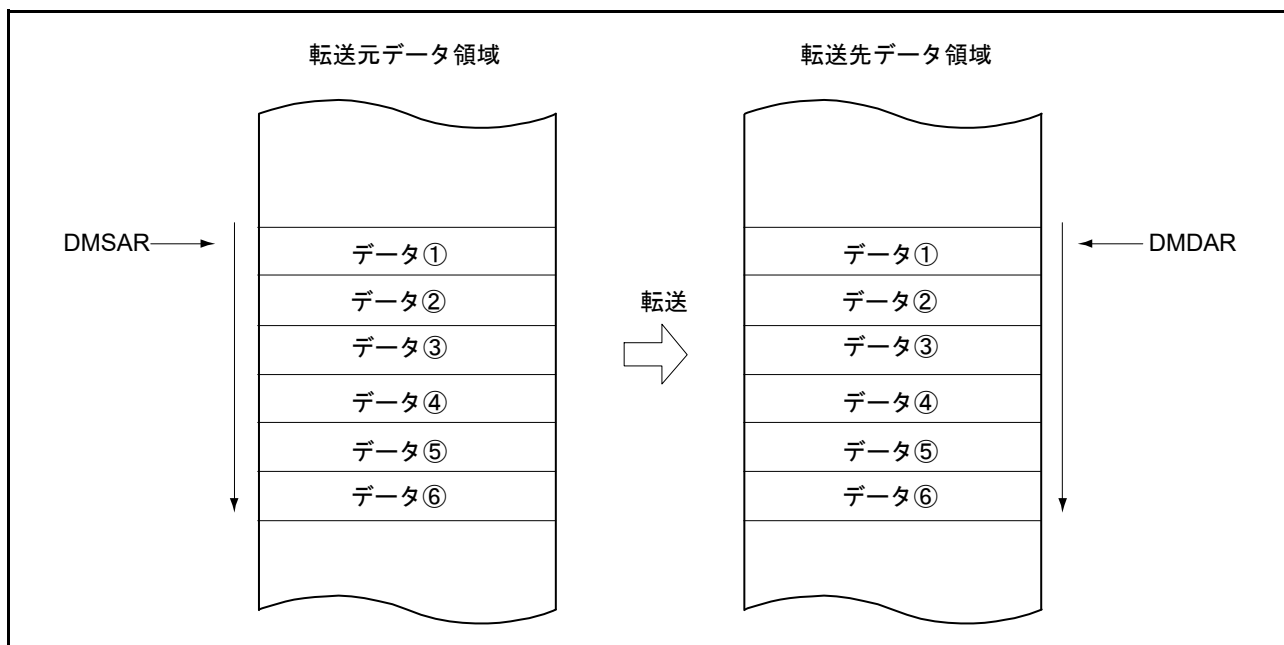 転送元データ領域
転送先データ領域
DMSAR
データ①
データ②
データ③
データ④
データ⑤
データ⑥
転送
データ①
データ②
データ③
データ④
データ⑤
データ⑥
DMDAR